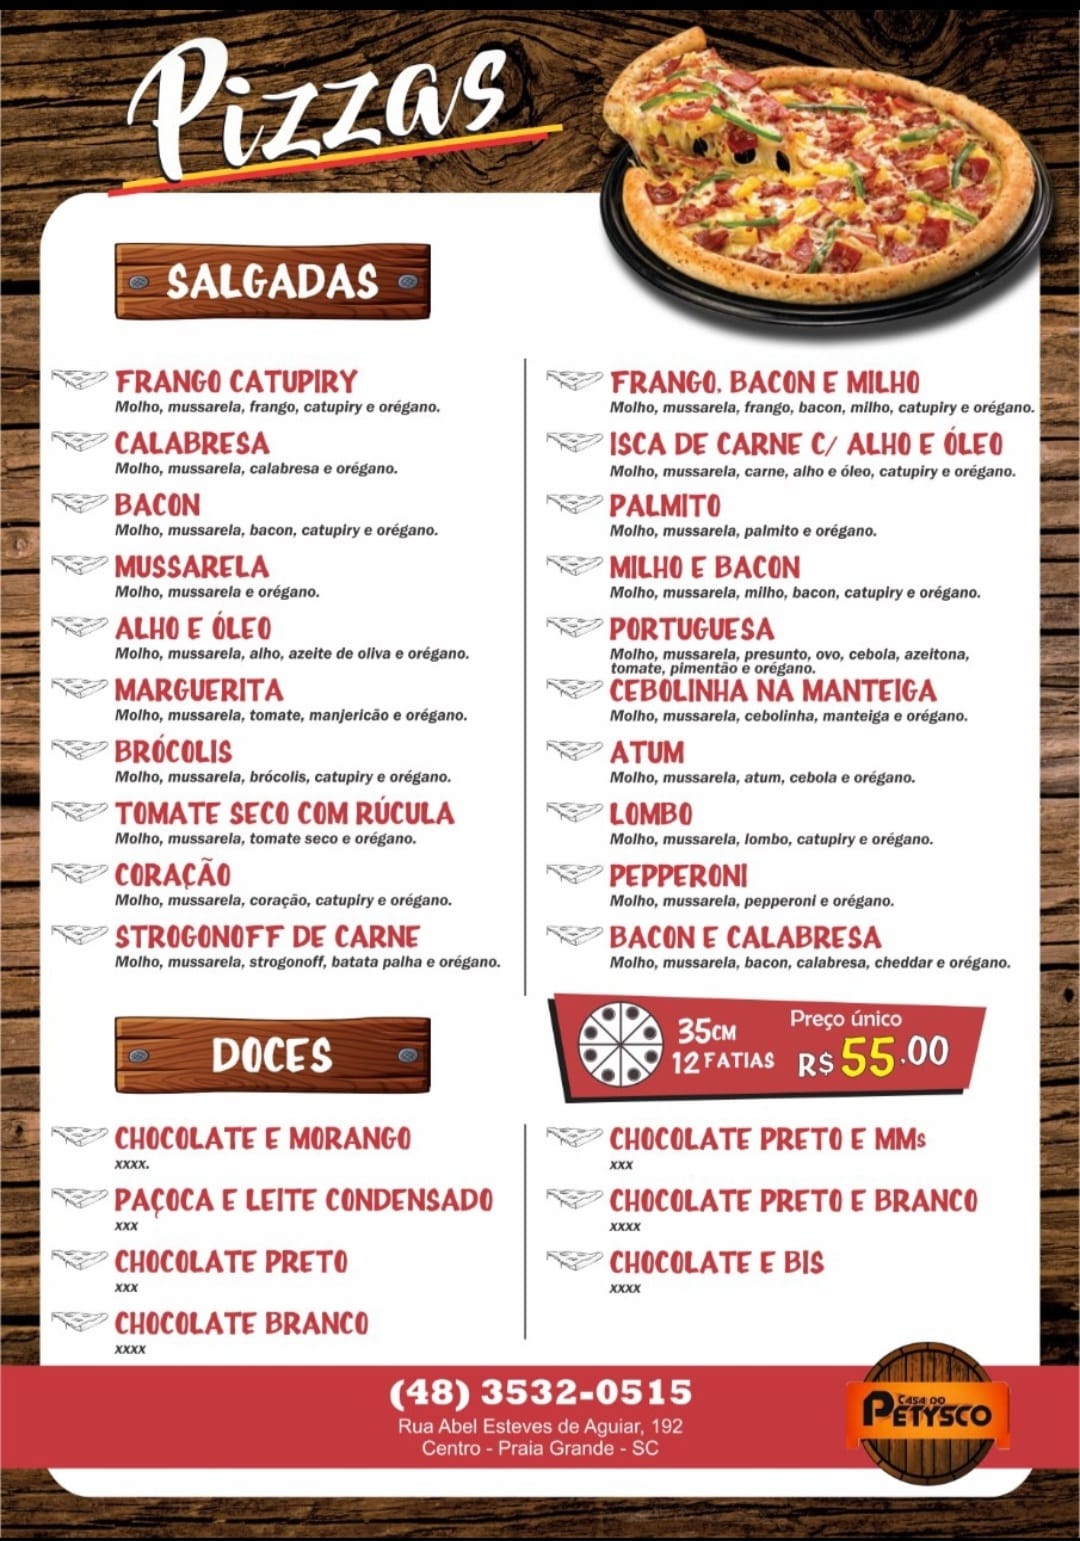 Pizzas
SALGADAS
FRANGO CATUPIRY
Molho, mussarela, frango, catupiry e orégano.
CALABRESA
Molho, mussarela, calabresa e orégano.
BACON
Molho, mussarela, bacon, catupiry e orégano.
MUSSARELA
Molho, mussarela e orégano.
ALHO E ÓLEO
Molho, mussarela, alho, azeite de oliva e orégano.
MARGUERITA
Molho, mussarela, tomate, manjericão e orégano.
BRÓCOLIS
Molho, mussarela, brócolis, catupiry e orégano.
TOMATE SECO COM RÚCULA
Molho, mussarela, tomate seco e orégano.
CORAÇÃO
Molho, mussarela, coração, catupiry e orégano.
STROGONOFF DE CARNE
Molho, mussarela, strogonoff, batata palha e orégano.
FRANGO, BACON E MILHO
Molho, mussarela, frango, bacon, milho, catupiry e orégano.
ISCA DE CARNE C/ ALHO E ÓLEO
Molho, mussarela, carne, alho e óleo, catupiry e orégano.
PALMITO
Molho, mussarela, palmito e orégano.
MILHO E BACON
Molho, mussarela, milho, bacon, catupiry e orégano.
PORTUGUESA
Molho, mussarela, presunto, ovo, cebola, azeitona,
tomate, pimentão e orégano.
CEBOLINHA NA MANTEIGA
Molho, mussarela, cebolinha, manteiga e orégano.
ATUM
Molho, mussarela, atum, cebola e orégano.
LOMBO
Molho, mussarela, lombo, catupiry e orégano.
PEPPERONI
Molho, mussarela, pepperoni e orégano.
BACON E CALABRESA
Molho, mussarela, bacon, calabresa, cheddar e orégano.
35CM
12 FATIAS
Preço único
R$ 55,00
DOCES
CHOCOLATE E MORANGO
xxxx.
PAÇOCA E LEITE CONDENSADO
xxx
CHOCOLATE PRETO
xxx
CHOCOLATE BRANCO
xxxx
CHOCOLATE PRETO E MMs
xxx
CHOCOLATE PRETO E BRANCO
xxxx
CHOCOLATE E BIS
xxxx
(48) 3532-0515
Rua Abel Esteves de Aguiar, 192
Centro - Praia Grande - SC
CASA DO
PETYSCO